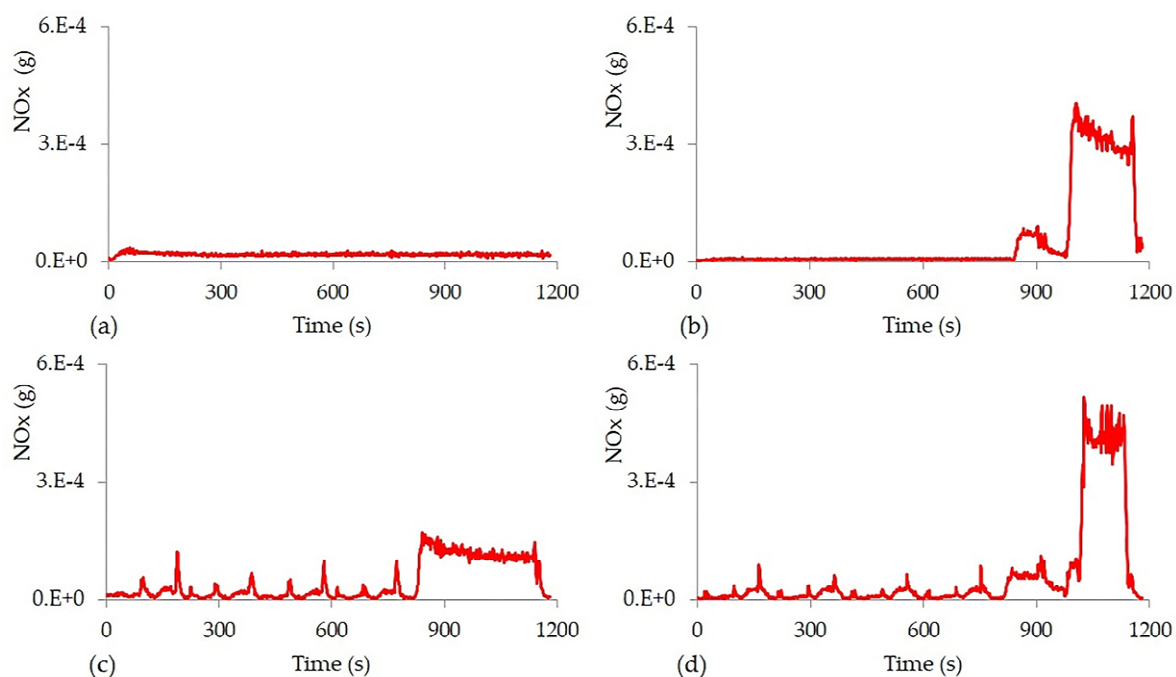 6.E-4
NOx (g)
3.E-4
0.E+0
0 300 600 900 1200
(a) Time (s)
6.E-4
NOx (g)
3.E-4
0.E+0
0 300 600 900 1200
(b) Time (s)
6.E-4
NOx (g)
3.E-4
0.E+0
0 300 600 900 1200
(c) Time (s)
6.E-4
NOx (g)
3.E-4
0.E+0
0 300 600 900 1200
(d) Time (s)